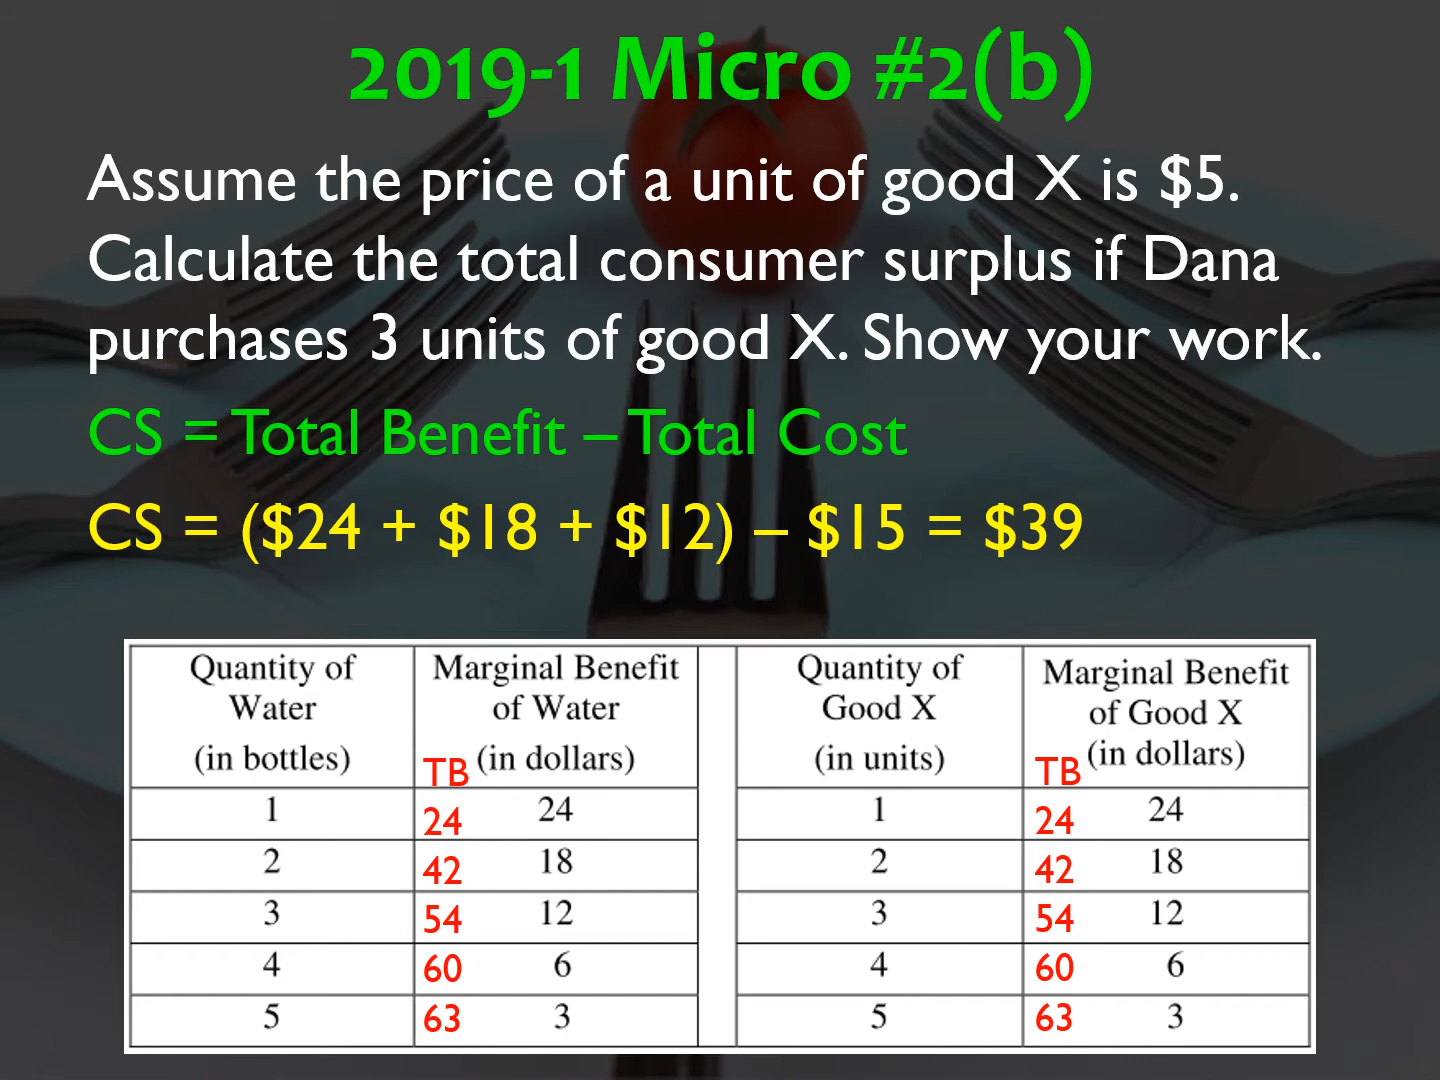 2019-1 Micro #2(b)
Assume the price of a unit of good X is $5.
Calculate the total consumer surplus if Dana
purchases 3 units of good X. Show your work.
CS = Total Benefit – Total Cost
CS = ($24 + $18 + $12) – $15 = $39
Quantity of Water (in bottles) TB Marginal Benefit of Water (in dollars) Quantity of Good X (in units) TB Marginal Benefit of Good X (in dollars)
1 24 24 1 24 24
2 42 18 2 42 18
3 54 12 3 54 12
4 60 6 4 60 6
5 63 3 5 63 3